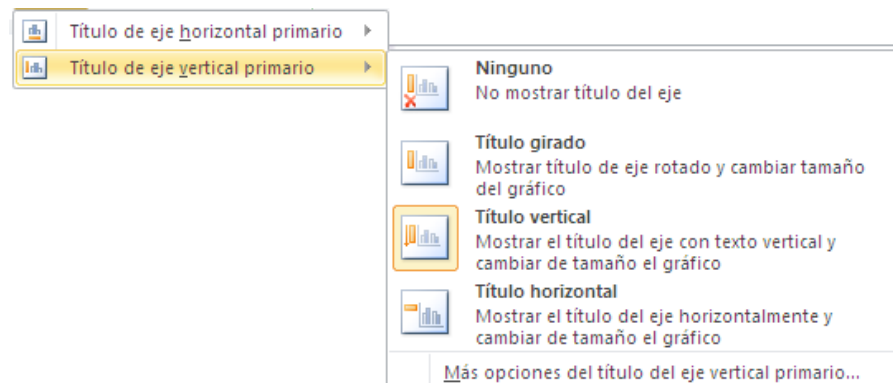 Título de eje horizontal primario
Título de eje vertical primario
Ninguno
No mostrar título del eje
Título girado
Mostrar título de eje rotado y cambiar tamaño
del gráfico
Título vertical
Mostrar el título del eje con texto vertical y
cambiar de tamaño el gráfico
Título horizontal
Mostrar el título del eje horizontalmente y
cambiar de tamaño el gráfico
Más opciones del título del eje vertical primario...